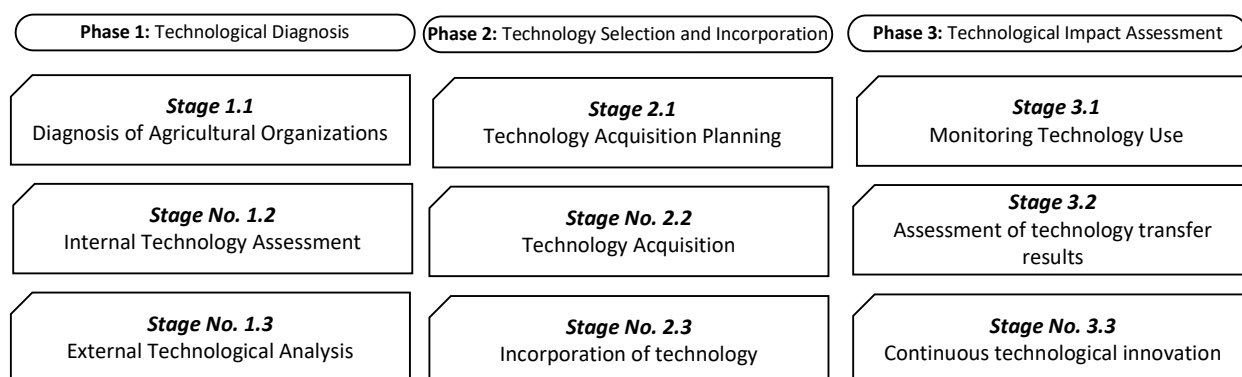 Phase 1: Technological Diagnosis
Stage 1.1
Diagnosis of Agricultural Organizations
Stage No. 1.2
Internal Technology Assessment
Stage No. 1.3
External Technological Analysis
Phase 2: Technology Selection and Incorporation
Stage 2.1
Technology Acquisition Planning
Stage No. 2.2
Technology Acquisition
Stage No. 2.3
Incorporation of technology
Phase 3: Technological Impact Assessment
Stage 3.1
Monitoring Technology Use
Stage 3.2
Assessment of technology transfer
results
Stage No. 3.3
Continuous technological innovation